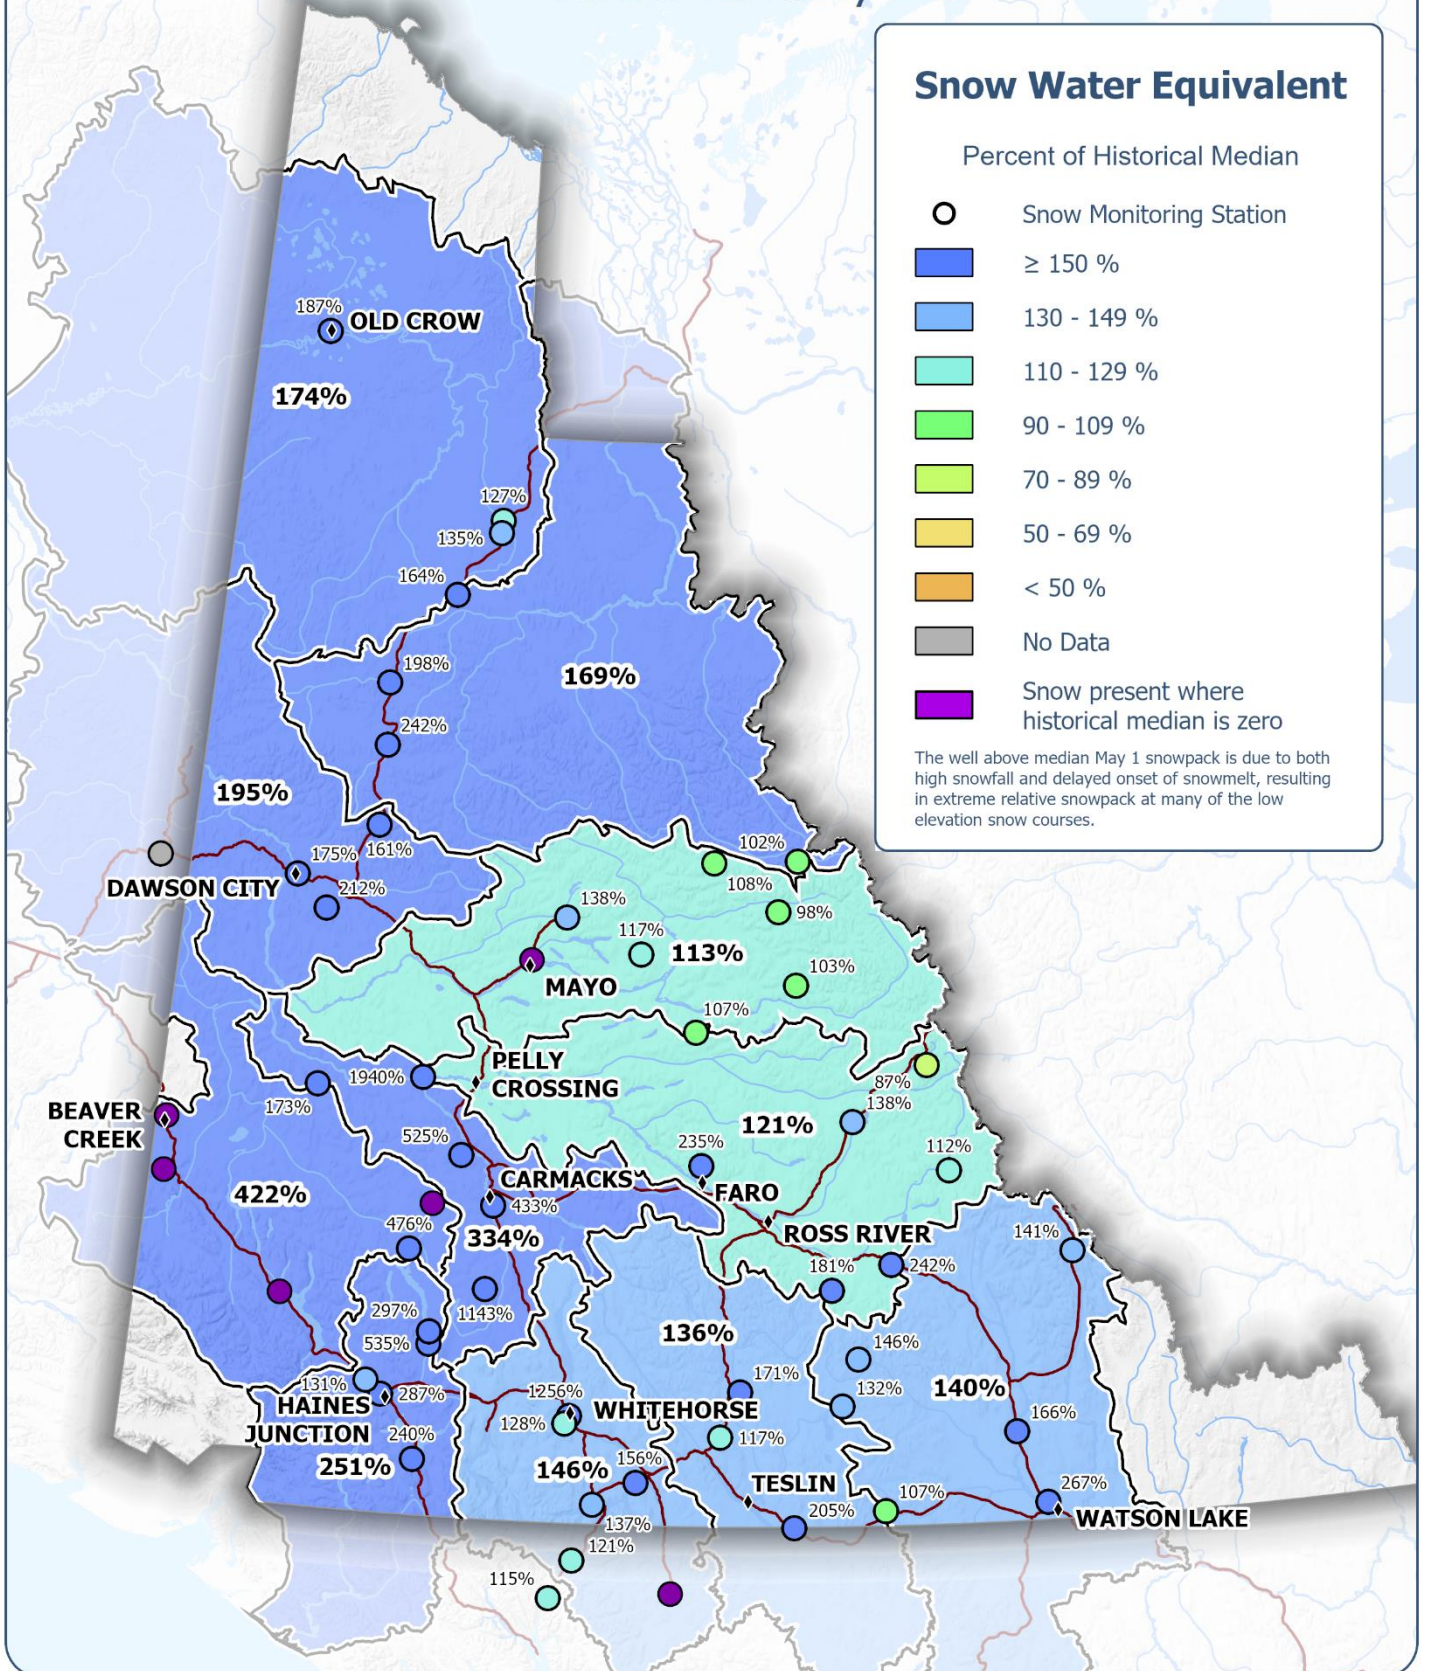 Snow Water Equivalent
Percent of Historical Median
Snow Monitoring Station
≥ 150 %
130 - 149 %
110 - 129 %
90 - 109 %
70 - 89 %
50 - 69 %
< 50 %
No Data
Snow present where
historical median is zero
The well above median May 1 snowpack is due to both
high snowfall and delayed onset of snowmelt, resulting
in extreme relative snowpack at many of the low
elevation snow courses.
187%
OLD CROW
174%
127%
135%
164%
198%
169%
242%
195%
161%
175%
DAWSON CITY
212%
102%
108%
138%
98%
117%
113%
103%
MAYO
107%
PELLY
CROSSING
1940%
173%
87%
138%
BEAVER
CREEK
121%
525%
235%
112%
CARMACKS
422%
433%
FARO
476%
334%
ROSS RIVER
141%
181%
242%
297%
1143%
535%
136%
146%
131%
287%
171%
132%
140%
HAINES
JUNCTION
1256%
WHITEHORSE
128%
166%
240%
117%
251%
146%
156%
TESLIN
267%
107%
205%
WATSON LAKE
137%
121%
115%